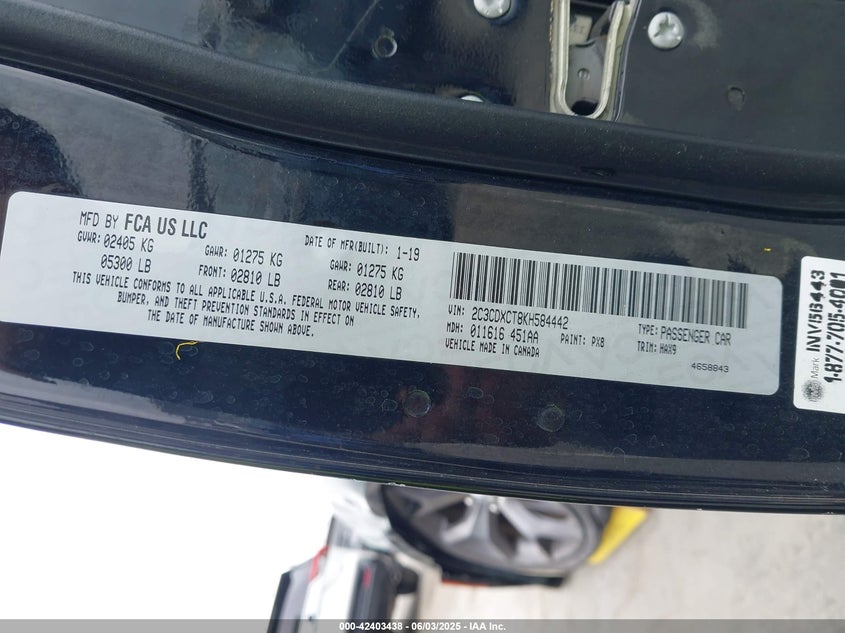 MFD BY FCA US LLC
DATE OF MFR(BUILT): 1-19
GVWR: 02405 KG
05300 LB
GAWR: 01275 KG
FRONT: 02810 LB
GAWR: 01275 KG
REAR: 02810 LB
THIS VEHICLE CONFORMS TO ALL APPLICABLE U.S.A. FEDERAL MOTOR VEHICLE SAFETY,
BUMPER, AND THEFT PREVENTION STANDARDS IN EFFECT ON
THE DATE OF MANUFACTURE SHOWN ABOVE.
VIN: 2C3CDXCT8KH584442
TYPE: PASSENGER CAR
MDH: 011616 451AA
PAINT: PX8
TRIM: HAX9
VEHICLE MADE IN CANADA
4658843
Mark
INV56443
1-877-705-4001
000-42403438 | 06/03/2025 - IAA Inc.